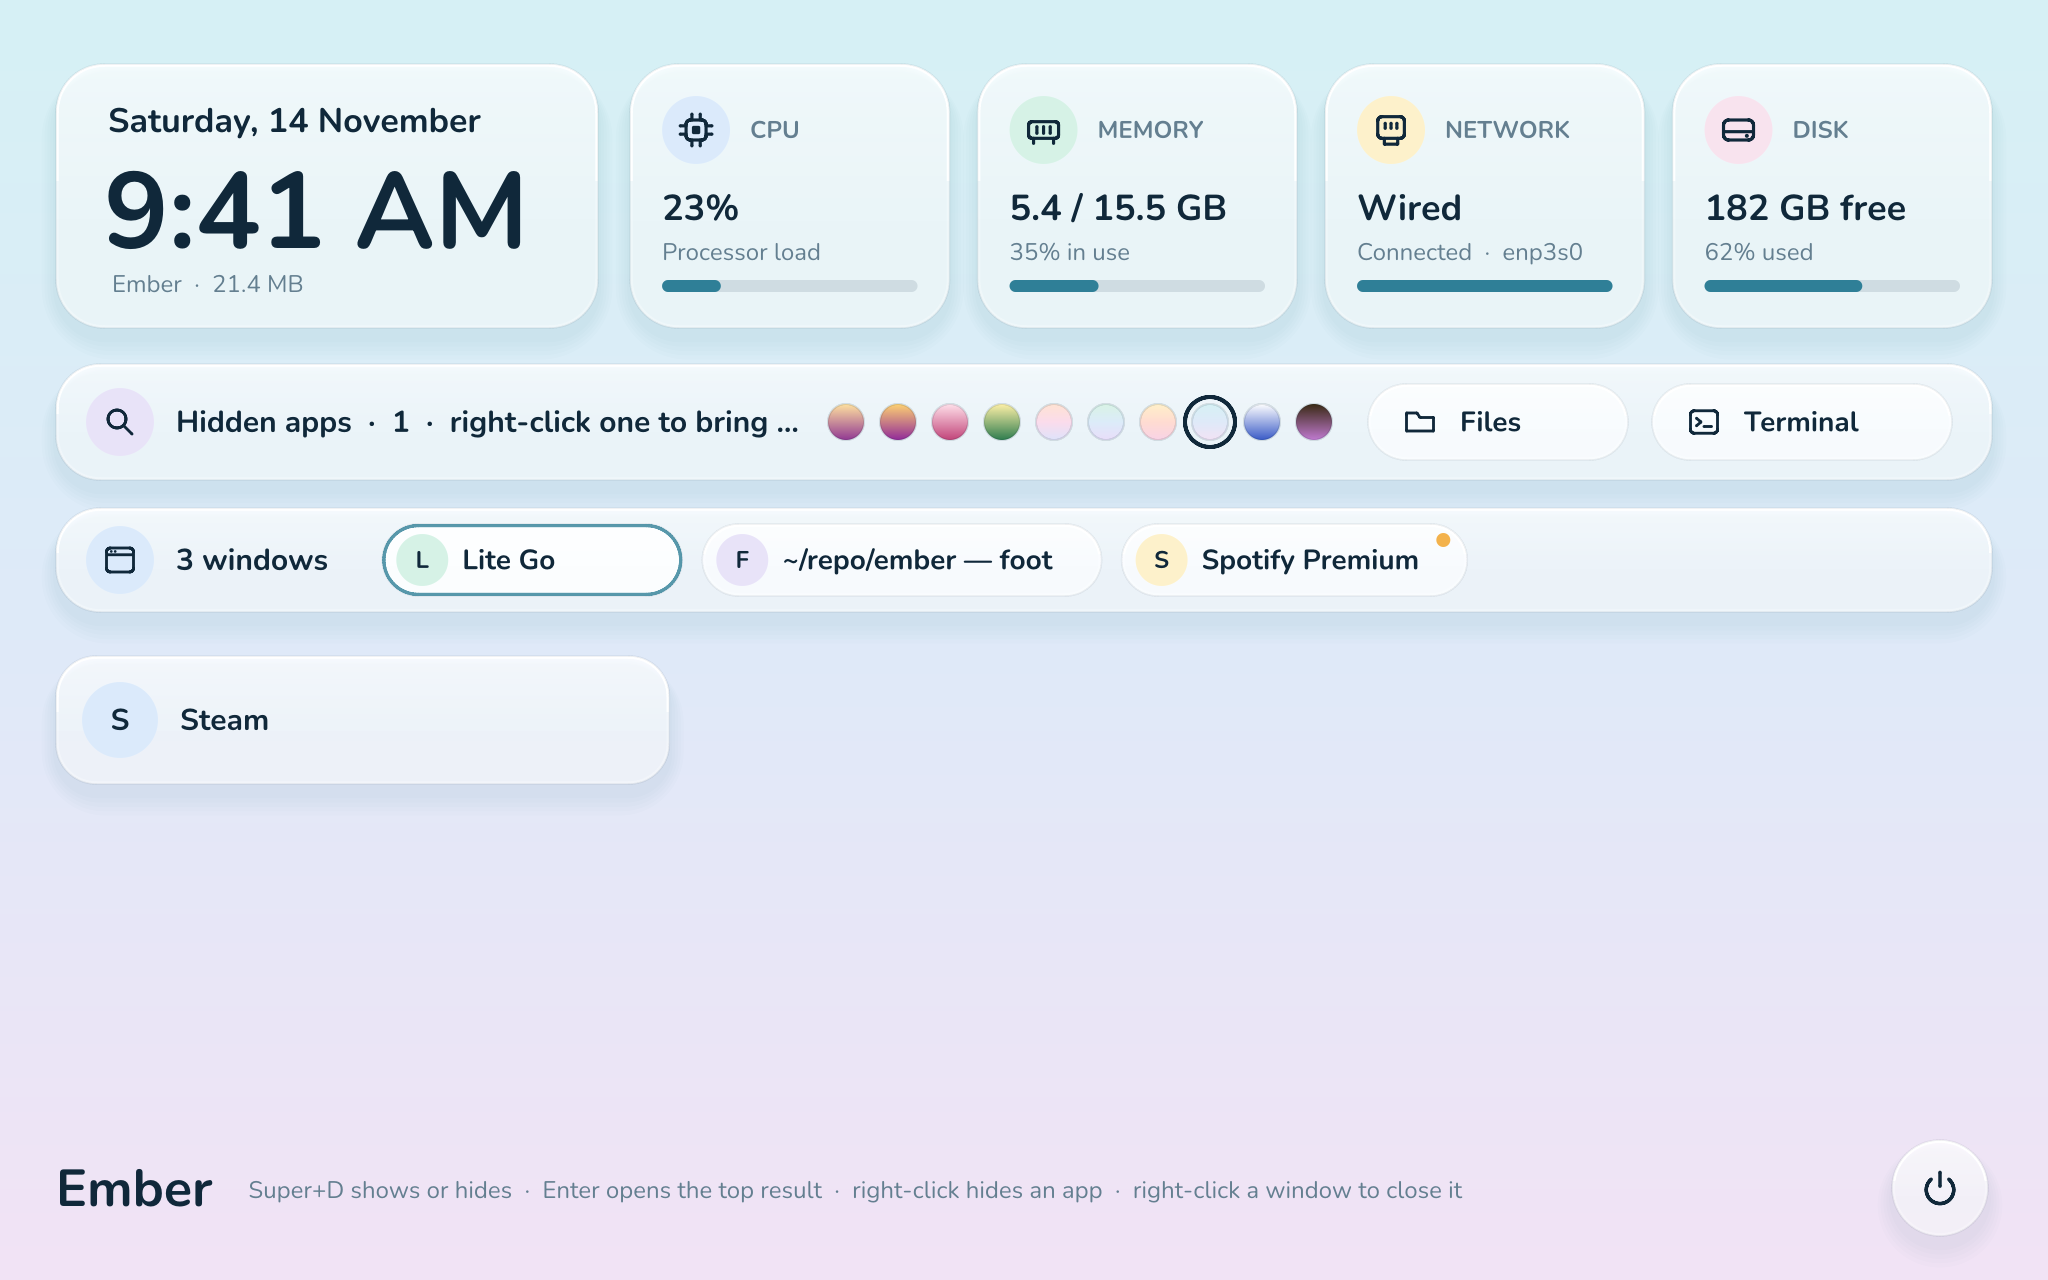 Saturday, 14 November
9:41 AM
Ember · 21.4 MB
CPU
23%
Processor load
MEMORY
5.4 / 15.5 GB
35% in use
NETWORK
Wired
Connected · enp3s0
DISK
182 GB free
62% used
Hidden apps · 1 · right-click one to bring ...
Files
Terminal
3 windows
L Lite Go
F ~/repo/ember — foot
S Spotify Premium
S Steam
Ember
Super+D shows or hides · Enter opens the top result · right-click hides an app · right-click a window to close it